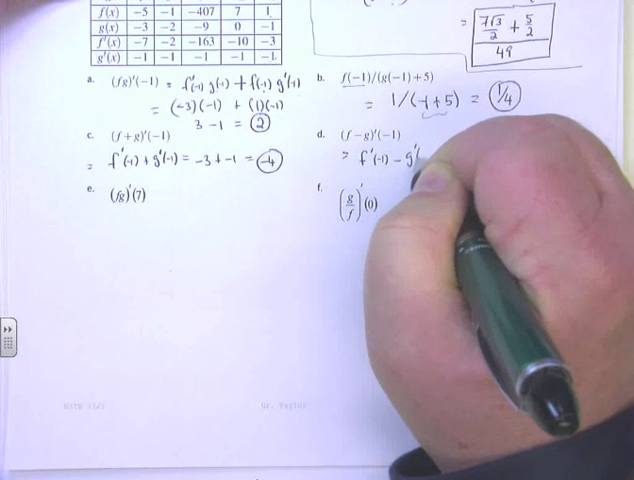 f(x) −5 −1 −407 7 1
g(x) −3 −2 −9 0 −1
f'(x) −7 −2 −163 −10 −3
g'(x) −1 −1 −1 −1 −1
= 7√3/2 + 5/2
49
a. (fg)'(−1) = f'(-1) g(-1) + f(-1) g'(-1)
= (-3)(-1) + (1)(-1)
3 - 1 = 2
b. f(−1)/(g(−1)+5)
= 1/(-1+5) = 1/4
c. (f+g)'(−1)
= f'(-1) + g'(-1) = -3 + -1 = -4
d. (f−g)'(−1)
= f'(-1) - g'(
e. (fg)'(7)
f. (g/f)'(0)
Dr. Taylor